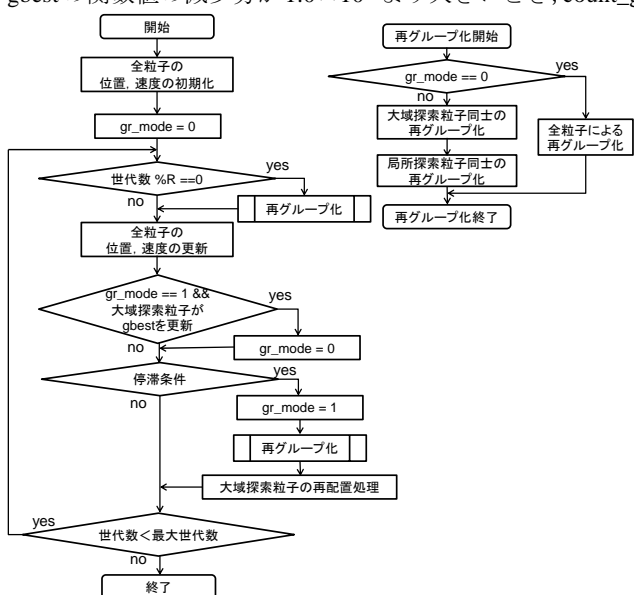 gbestの関数値の減少分が 1.0×10 より大きいとき, count_g
開始
全粒子の
位置, 速度の初期化
gr_mode = 0
世代数 %R ==0
yes
no
再グループ化
全粒子の
位置, 速度の更新
gr_mode == 1 &&
大域探索粒子が
gbestを更新
yes
no
gr_mode = 0
停滞条件
yes
no
gr_mode = 1
再グループ化
大域探索粒子の再配置処理
yes
世代数<最大世代数
no
終了
再グループ化開始
gr_mode == 0
yes
no
大域探索粒子同士の
再グループ化
全粒子による
再グループ化
局所探索粒子同士の
再グループ化
再グループ化終了